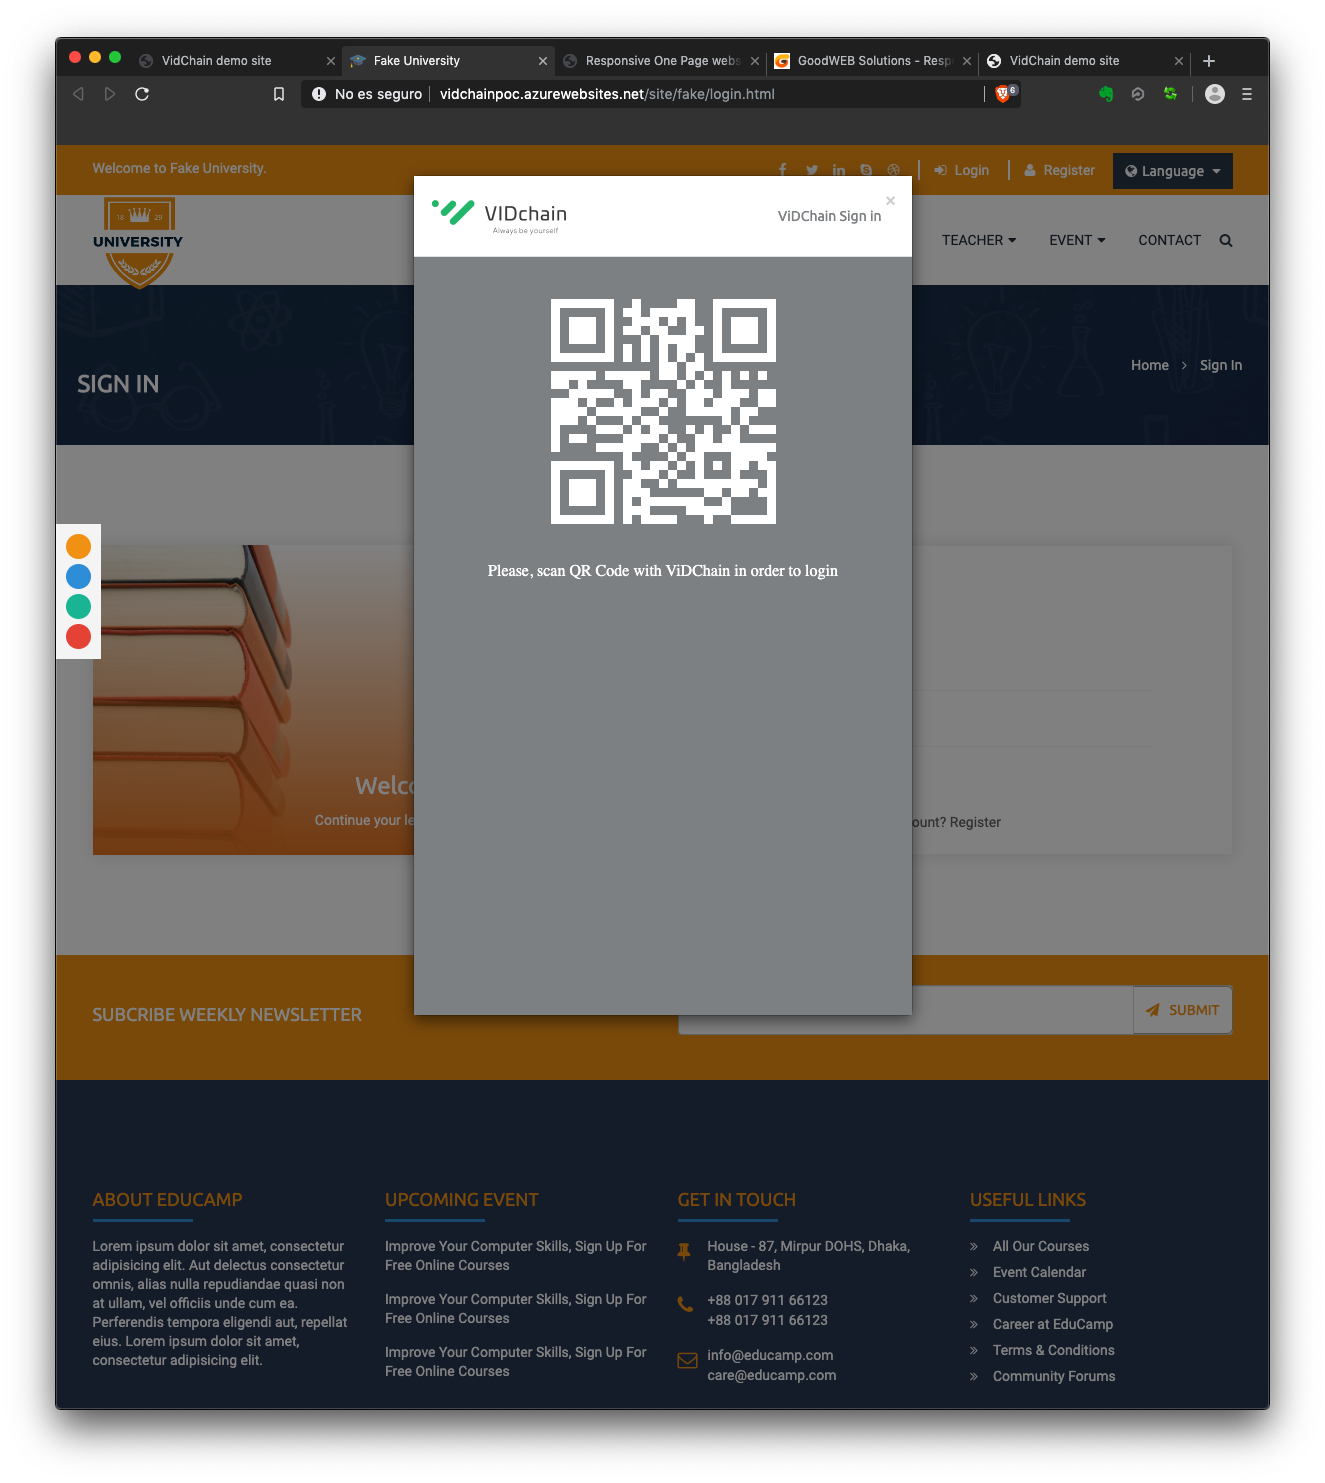 VidChain demo site
Fake University
Responsive One Page webs
GoodWEB Solutions - Resp
VidChain demo site
No es seguro
vidchainpoc.azurewebsites.net/site/fake/login.html
6
Welcome to Fake University.
Login
Register
Language
18 29
UNIVERSITY
TEACHER
EVENT
CONTACT
VIDchain
Always be yourself
ViDChain Sign in
×
SIGN IN
Home > Sign In
Please, scan QR Code with ViDChain in order to login
Welco
Continue your le
ount? Register
SUBCRIBE WEEKLY NEWSLETTER
SUBMIT
ABOUT EDUCAMP
Lorem ipsum dolor sit amet, consectetur
adipisicing elit. Aut delectus consectetur
omnis, alias nulla repudiandae quasi non
at ullam, vel officiis unde cum ea.
Perferendis tempora eligendi aut, repellat
eius. Lorem ipsum dolor sit amet,
consectetur adipisicing elit.
UPCOMING EVENT
Improve Your Computer Skills, Sign Up For
Free Online Courses
Improve Your Computer Skills, Sign Up For
Free Online Courses
Improve Your Computer Skills, Sign Up For
Free Online Courses
GET IN TOUCH
House - 87, Mirpur DOHS, Dhaka,
Bangladesh
+88 017 911 66123
+88 017 911 66123
info@educamp.com
care@educamp.com
USEFUL LINKS
All Our Courses
Event Calendar
Customer Support
Career at EduCamp
Terms & Conditions
Community Forums